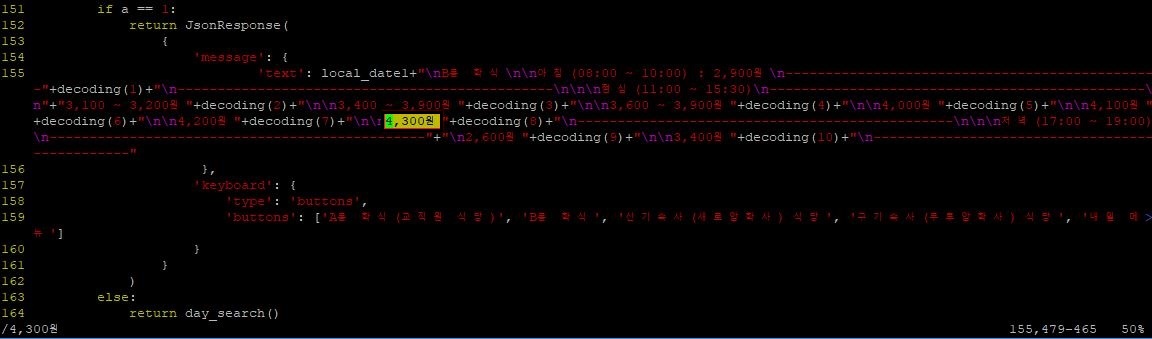 151         if a == 1:
152             return JsonResponse(
153                 {
154                     'message': {
155                             'text': local_date1+"\nB동 학식 \n\n아침 (08:00 ~ 10:00) : 2,900원 \n-----------------------------------------------
-"+decoding(1)+"\n-----------------------------------------------\n\n\n점심 (11:00 ~ 15:30)\n-----------------------------------------------\
n"+"3,100 ~ 3,200원 "+decoding(2)+"\n\n3,400 ~ 3,900원 "+decoding(3)+"\n\n3,600 ~ 3,900원 "+decoding(4)+"\n\n4,000원 "+decoding(5)+"\n\n4,100원 "
+decoding(6)+"\n\n4,200원 "+decoding(7)+"\n\n4,300원 "+decoding(8)+"\n-----------------------------------------------\n\n\n저녁 (17:00 ~ 19:00)
\n-----------------------------------------------"+"\n2,600원 "+decoding(9)+"\n\n3,400원 "+decoding(10)+"\n-----------------------------------
------------"
156                      },
157                     'keyboard': {
158                         'type': 'buttons',
159                         'buttons': ['A동 학식(교직원 식당)', 'B동 학식', '신기숙사(새로암학사) 식당', '구기숙사(푸르암학사) 식당', '내일 메>
뉴']
160                     }
161                 }
162             )
163         else:
164             return day_search()
/4,300원                                                    155,479-465   50%